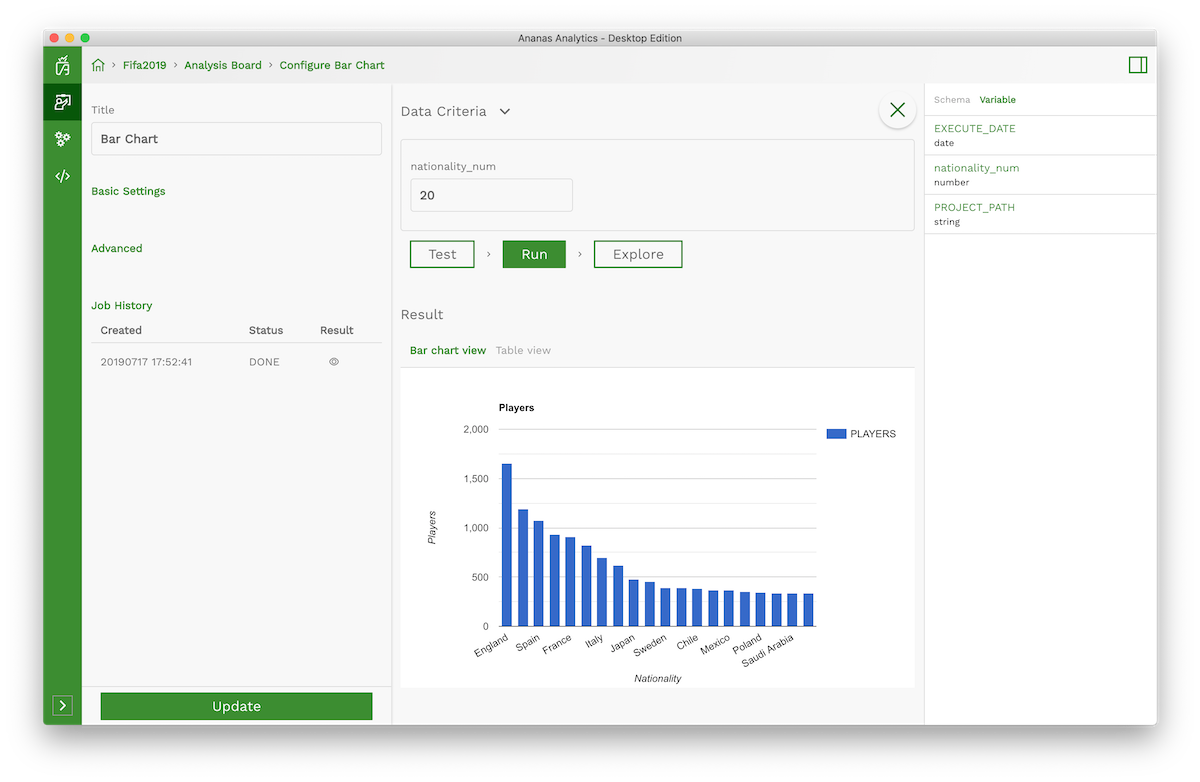 Ananas Analytics - Desktop Edition
Fifa2019 › Analysis Board › Configure Bar Chart
Title
Bar Chart
Basic Settings
Advanced
Job History
Created Status Result
20190717 17:52:41 DONE
Update
Data Criteria
nationality_num
20
Test › Run › Explore
Result
Bar chart view Table view
Players
2,000
1,500
1,000
500
0
Players
PLAYERS
England Spain France Italy Japan Sweden Chile Mexico Poland Saudi Arabia
Nationality
Schema Variable
EXECUTE_DATE
date
nationality_num
number
PROJECT_PATH
string